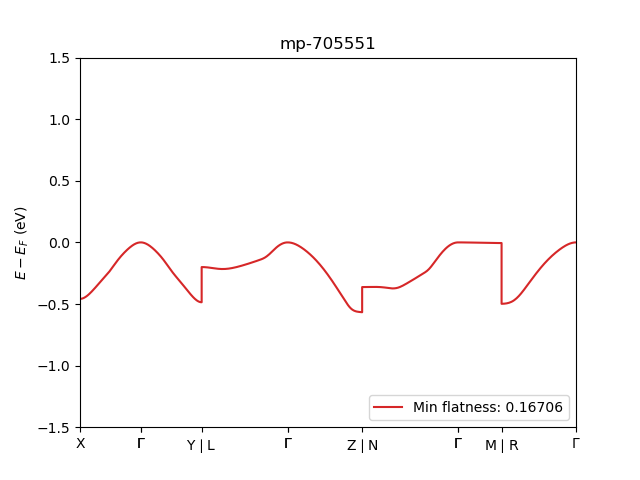 mp-705551
E − E_F (eV)
1.5
1.0
0.5
0.0
−0.5
−1.0
−1.5
Min flatness: 0.16706
X Γ Y | L Γ Z | N Γ M | R Γ